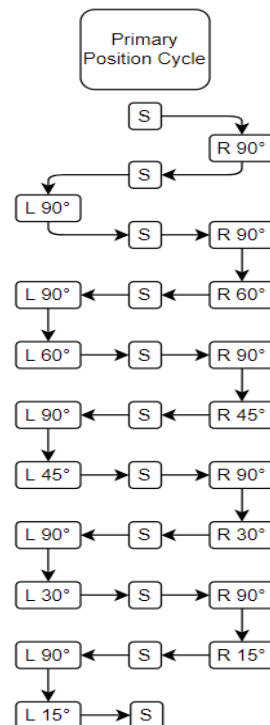 Primary
Position Cycle
S
R 90°
S
L 90°
S
R 90°
L 90°
S
R 60°
L 60°
S
R 90°
L 90°
S
R 45°
L 45°
S
R 90°
L 90°
S
R 30°
L 30°
S
R 90°
L 90°
S
R 15°
L 15°
S